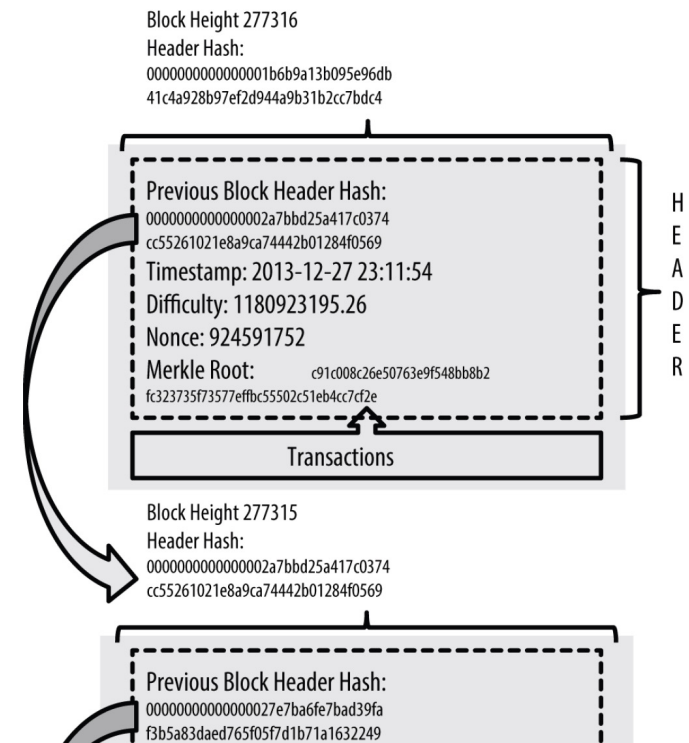 Block Height 277316
Header Hash:
0000000000000001b6b9a13b095e96db
41c4a928b97ef2d944a9b31b2cc7bdc4
Previous Block Header Hash:
0000000000000002a7bbd25a417c0374
cc55261021e8a9ca74442b01284f0569
Timestamp: 2013-12-27 23:11:54
Difficulty: 1180923195.26
Nonce: 924591752
Merkle Root: c91c008c26e50763e9f548bb8b2
fc323735f73577effbc55502c51eb4cc7cf2e
HEADER
Transactions
Block Height 277315
Header Hash:
0000000000000002a7bbd25a417c0374
cc55261021e8a9ca74442b01284f0569
Previous Block Header Hash:
00000000000000027e7ba6fe7bad39fa
f3b5a83daed765f05f7d1b71a1632249